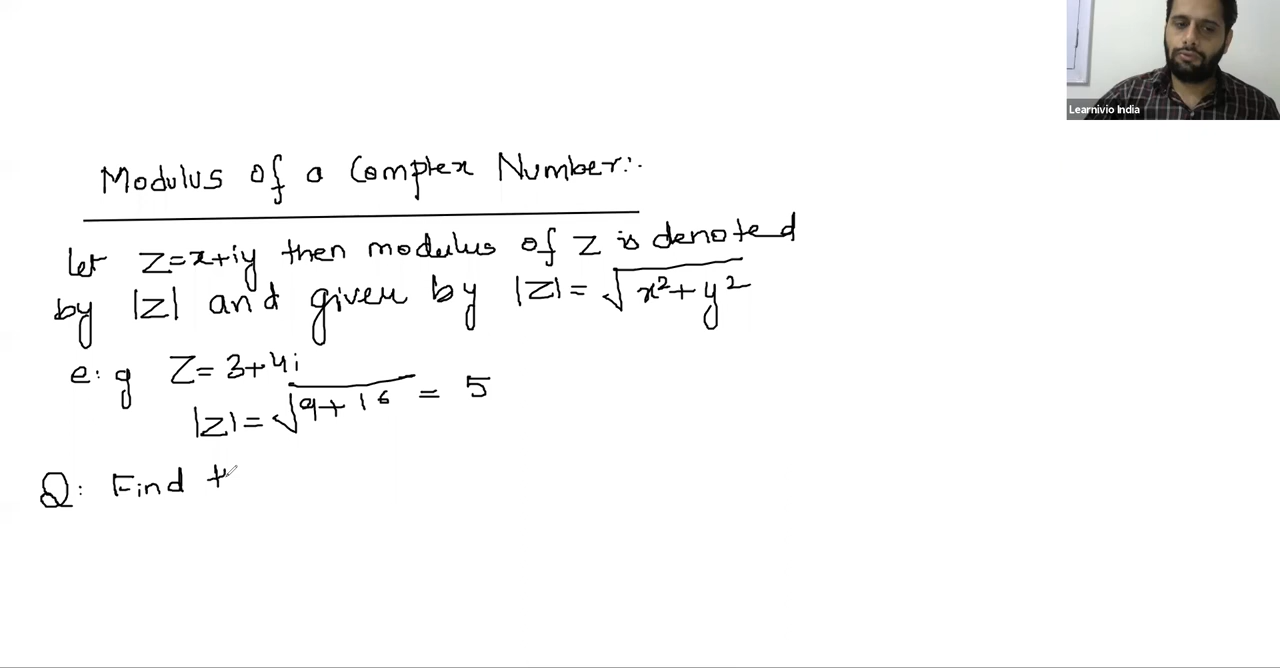 Learnivio India
Modulus of a Complex Number:-
Let Z=x+iy then modulus of Z is denoted
by |Z| and given by |Z|= √x²+y²
e:g Z= 3+4i
|Z|= √9+16 = 5
Q: Find t